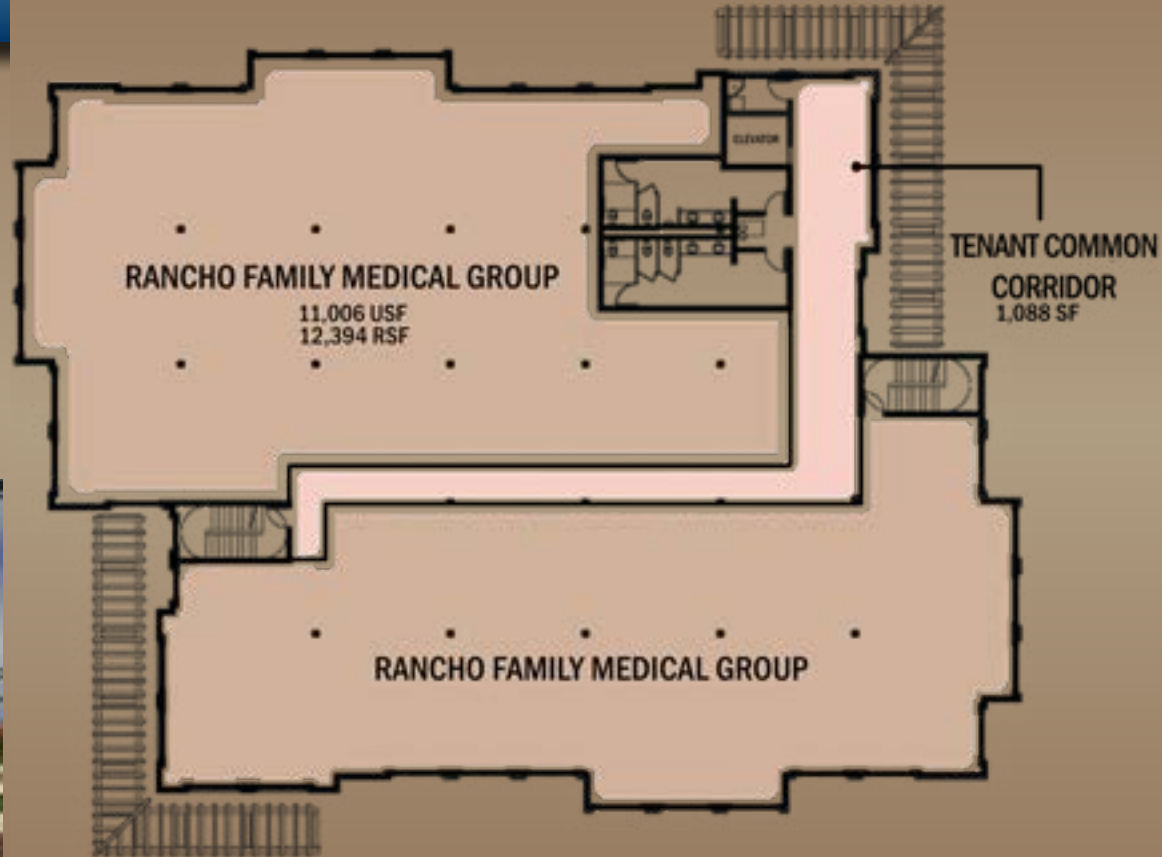 ELEVATOR
RANCHO FAMILY MEDICAL GROUP
11,006 USF
12,394 RSF
TENANT COMMON
CORRIDOR
1,088 SF
RANCHO FAMILY MEDICAL GROUP